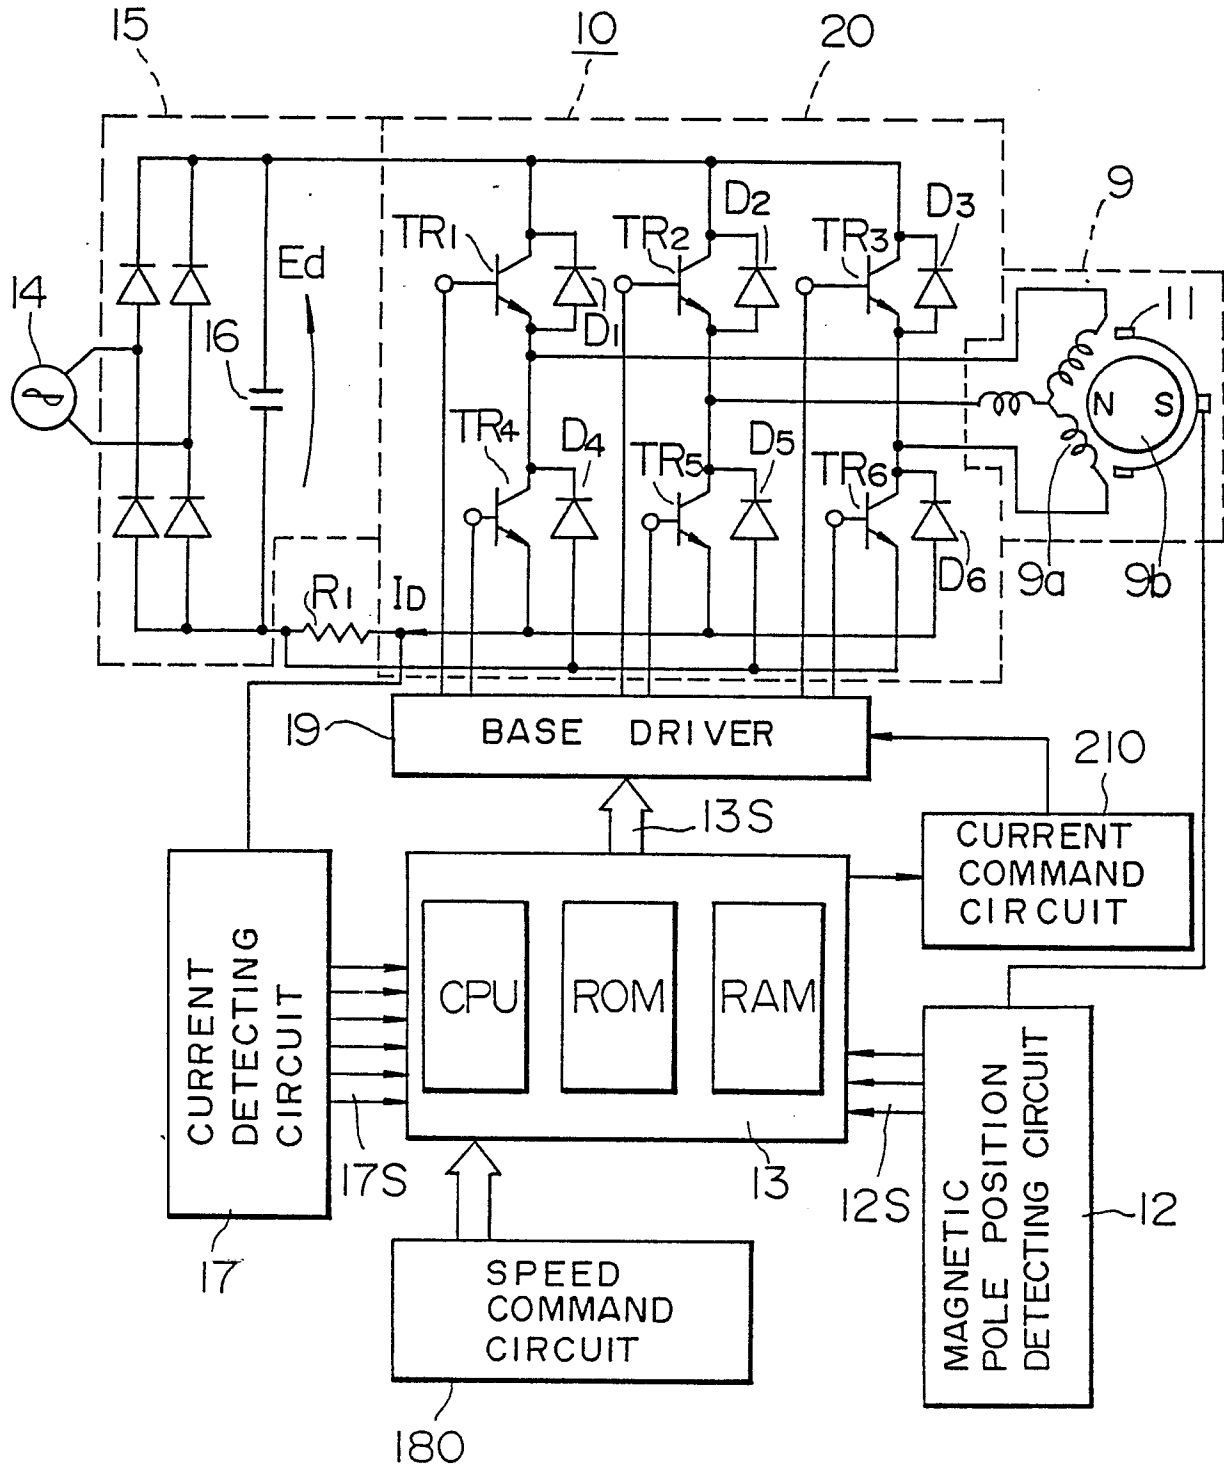 15
10
20
9
TR1
D2
TR2
TR3
D3
Ed
14
11
16
D1
N S
TR4
D4
TR5
D5
TR6
R1
ID
D6
9a
9b
19
BASE DRIVER
210
13S
CURRENT
COMMAND
CIRCUIT
CURRENT
DETECTING
CIRCUIT
CPU
ROM
RAM
MAGNETIC
POLE POSITION
DETECTING CIRCUIT
17S
13
12S
12
17
SPEED
COMMAND
CIRCUIT
180